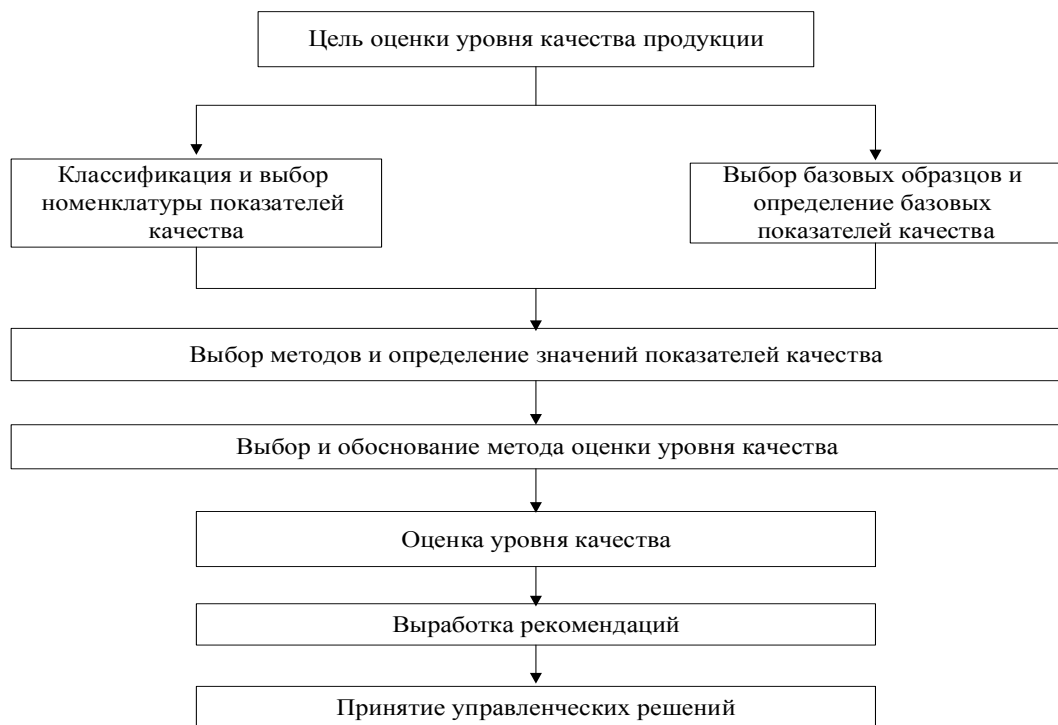 Цель оценки уровня качества продукции
Классификация и выбор
номенклатуры показателей
качества
Выбор базовых образцов и
определение базовых
показателей качества
Выбор методов и определение значений показателей качества
Выбор и обоснование метода оценки уровня качества
Оценка уровня качества
Выработка рекомендаций
Принятие управленческих решений